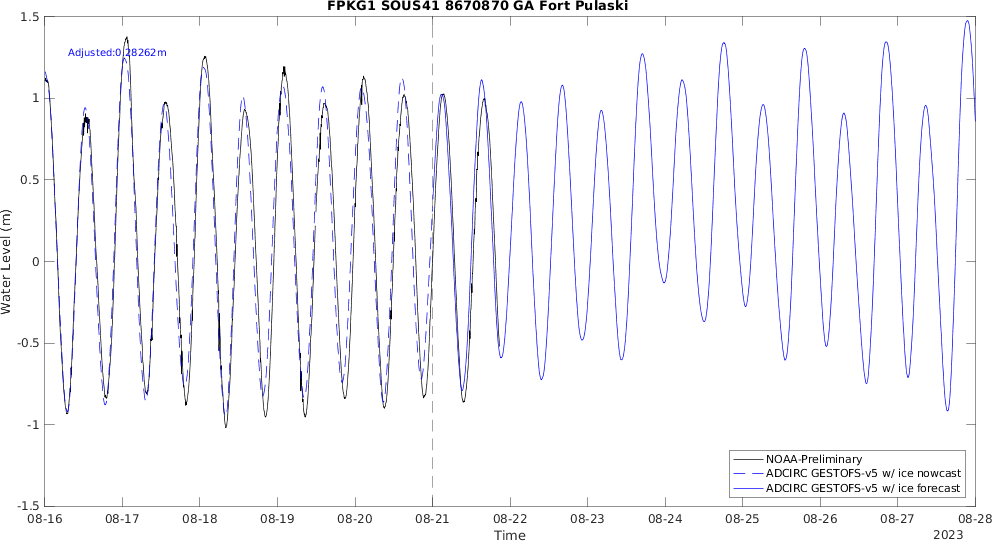 FPKG1 SOUS41 8670870 GA Fort Pulaski
1.5
Adjusted:0.28262m
1
0.5
Water Level (m)
0
-0.5
-1
NOAA-Preliminary
ADCIRC GESTOFS-v5 w/ ice nowcast
ADCIRC GESTOFS-v5 w/ ice forecast
-1.5
08-16 08-17 08-18 08-19 08-20 08-21 08-22 08-23 08-24 08-25 08-26 08-27 08-28
Time
2023